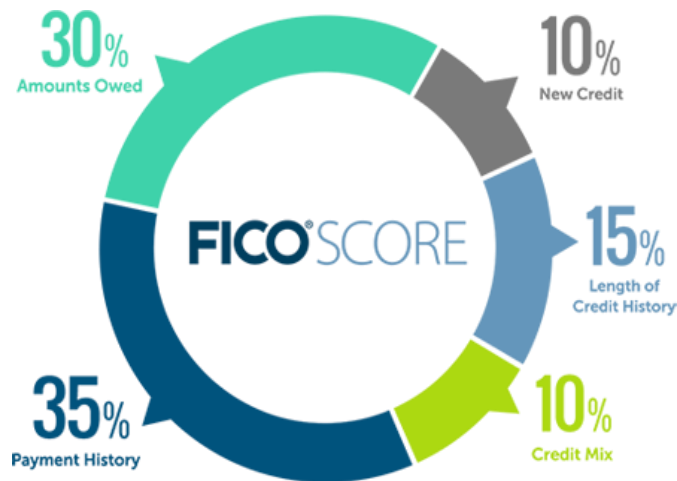 30%
Amounts Owed
10%
New Credit
FICO® SCORE
15%
Length of
Credit History
35%
Payment History
10%
Credit Mix